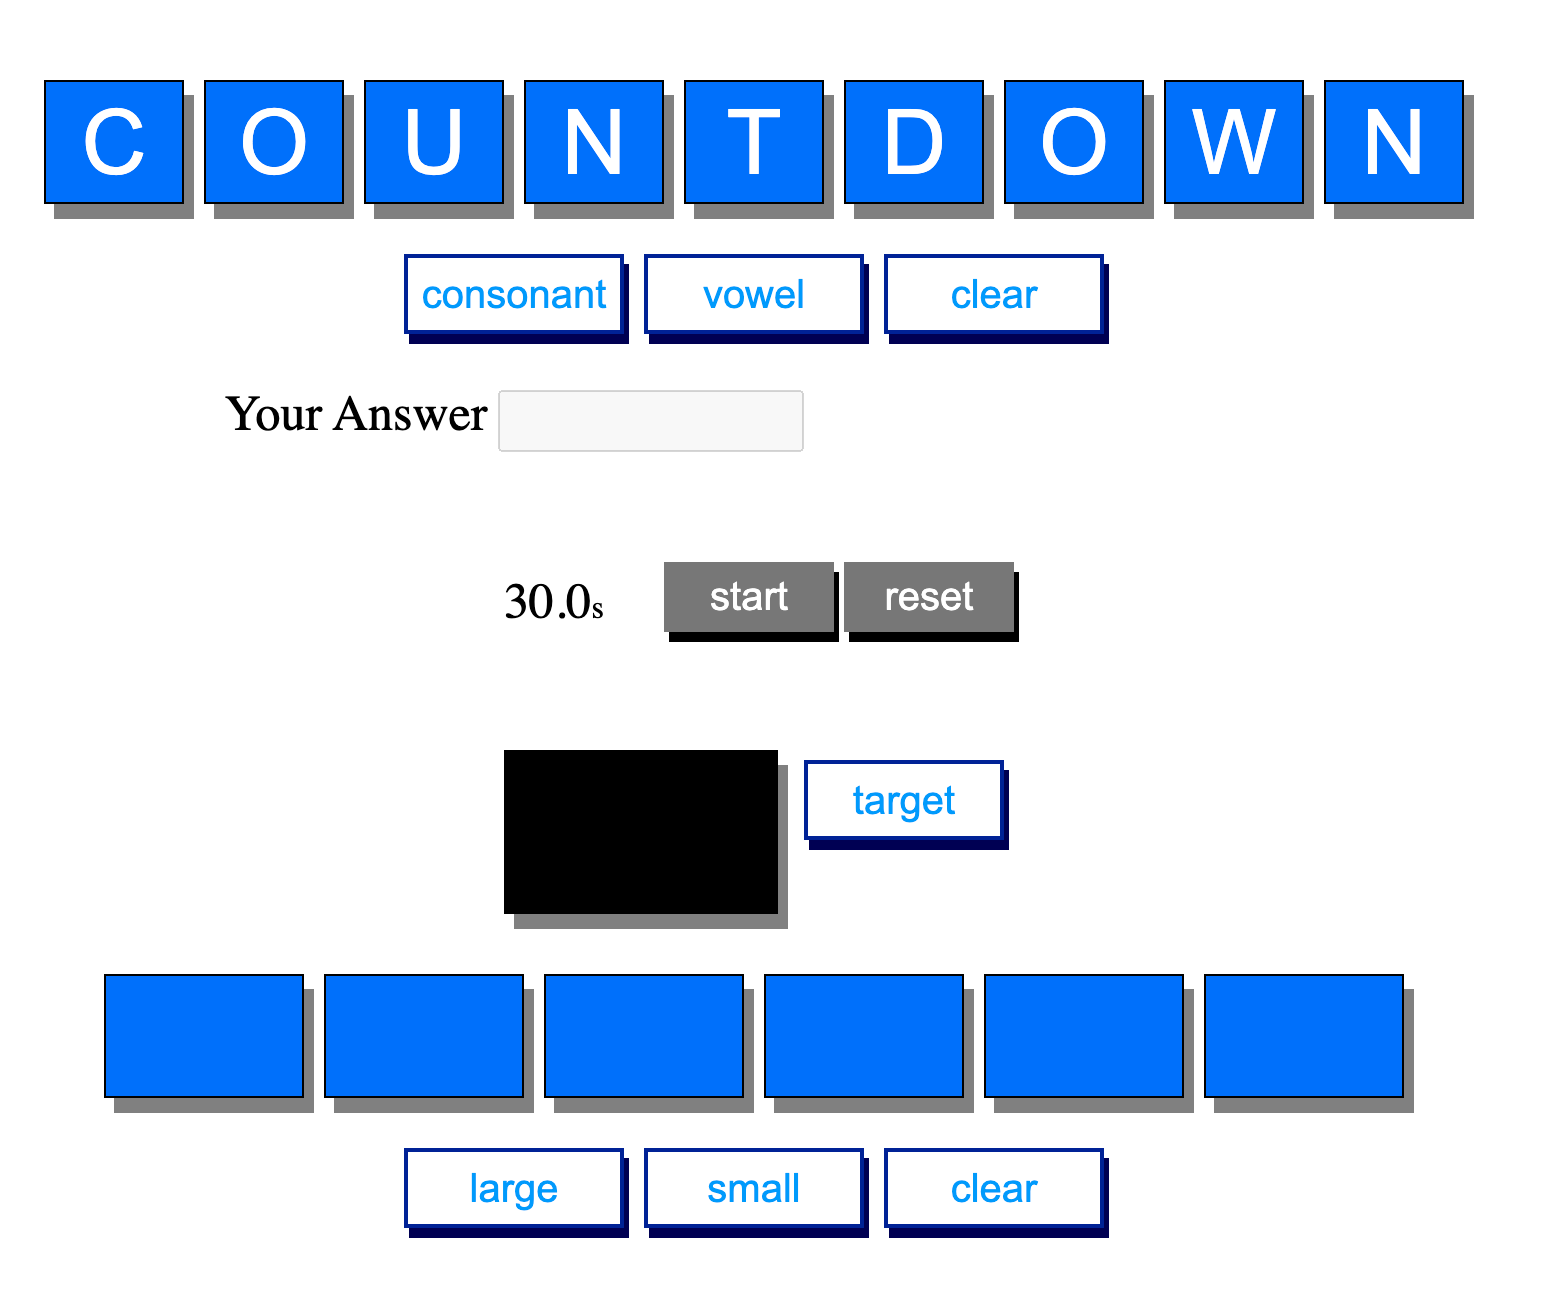 C O U N T D O W N
consonant vowel clear
Your Answer
30.0s start reset
target
large small clear